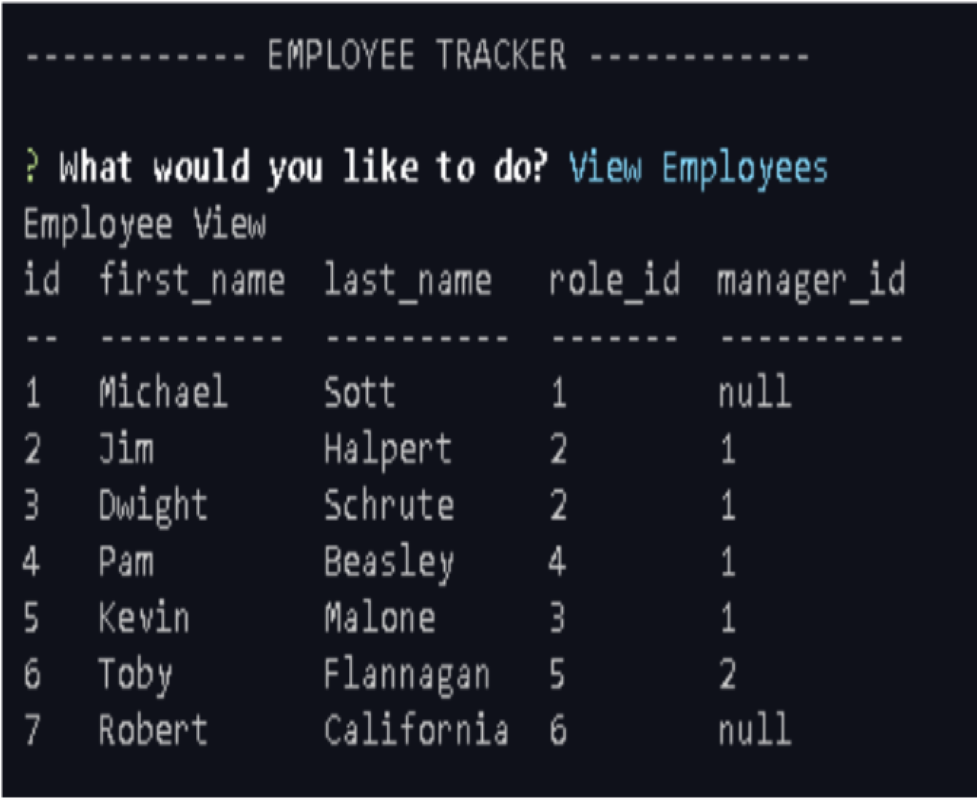 ------------ EMPLOYEE TRACKER ------------
? What would you like to do? View Employees
Employee View
id  first_name  last_name   role_id  manager_id
--  ----------  ----------  -------  ----------
1   Michael     Sott        1        null
2   Jim         Halpert     2        1
3   Dwight      Schrute     2        1
4   Pam         Beasley     4        1
5   Kevin       Malone      3        1
6   Toby        Flannagan   5        2
7   Robert      California  6        null